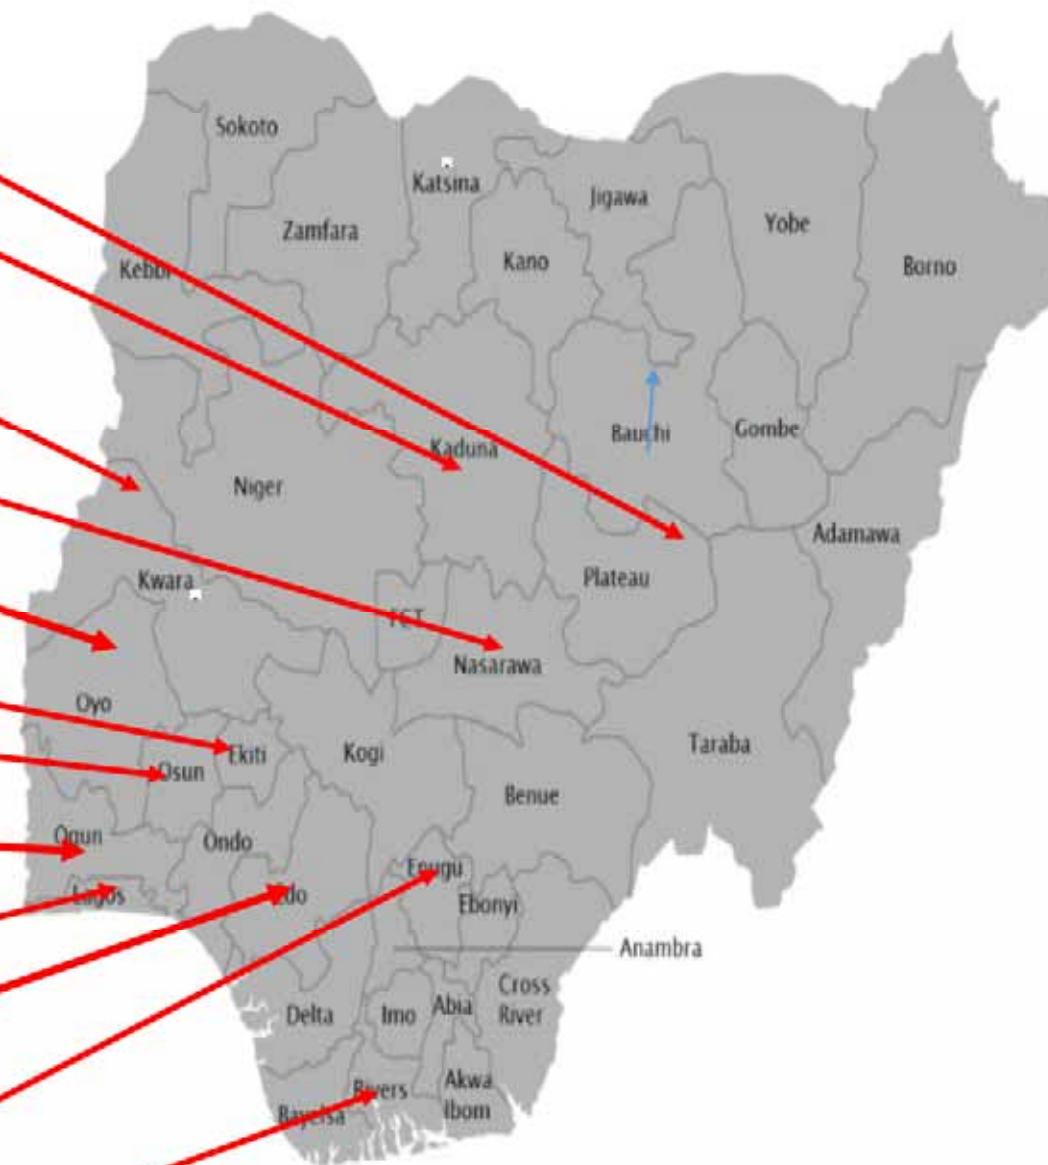 Sokoto
Katsina
Jigawa
Zamfara
Yobe
Kano
Kebbi
Borno
Bauchi
Gombe
Kaduna
Niger
Adamawa
Kwara
Plateau
FCT
Nasarawa
Oyo
Taraba
Ekiti
Kogi
Osun
Benue
Ogun
Ondo
Enugu
Lagos
Edo
Ebonyi
Anambra
Cross
River
Delta
Imo
Abia
Rivers
Akwa
Ibom
Bayelsa